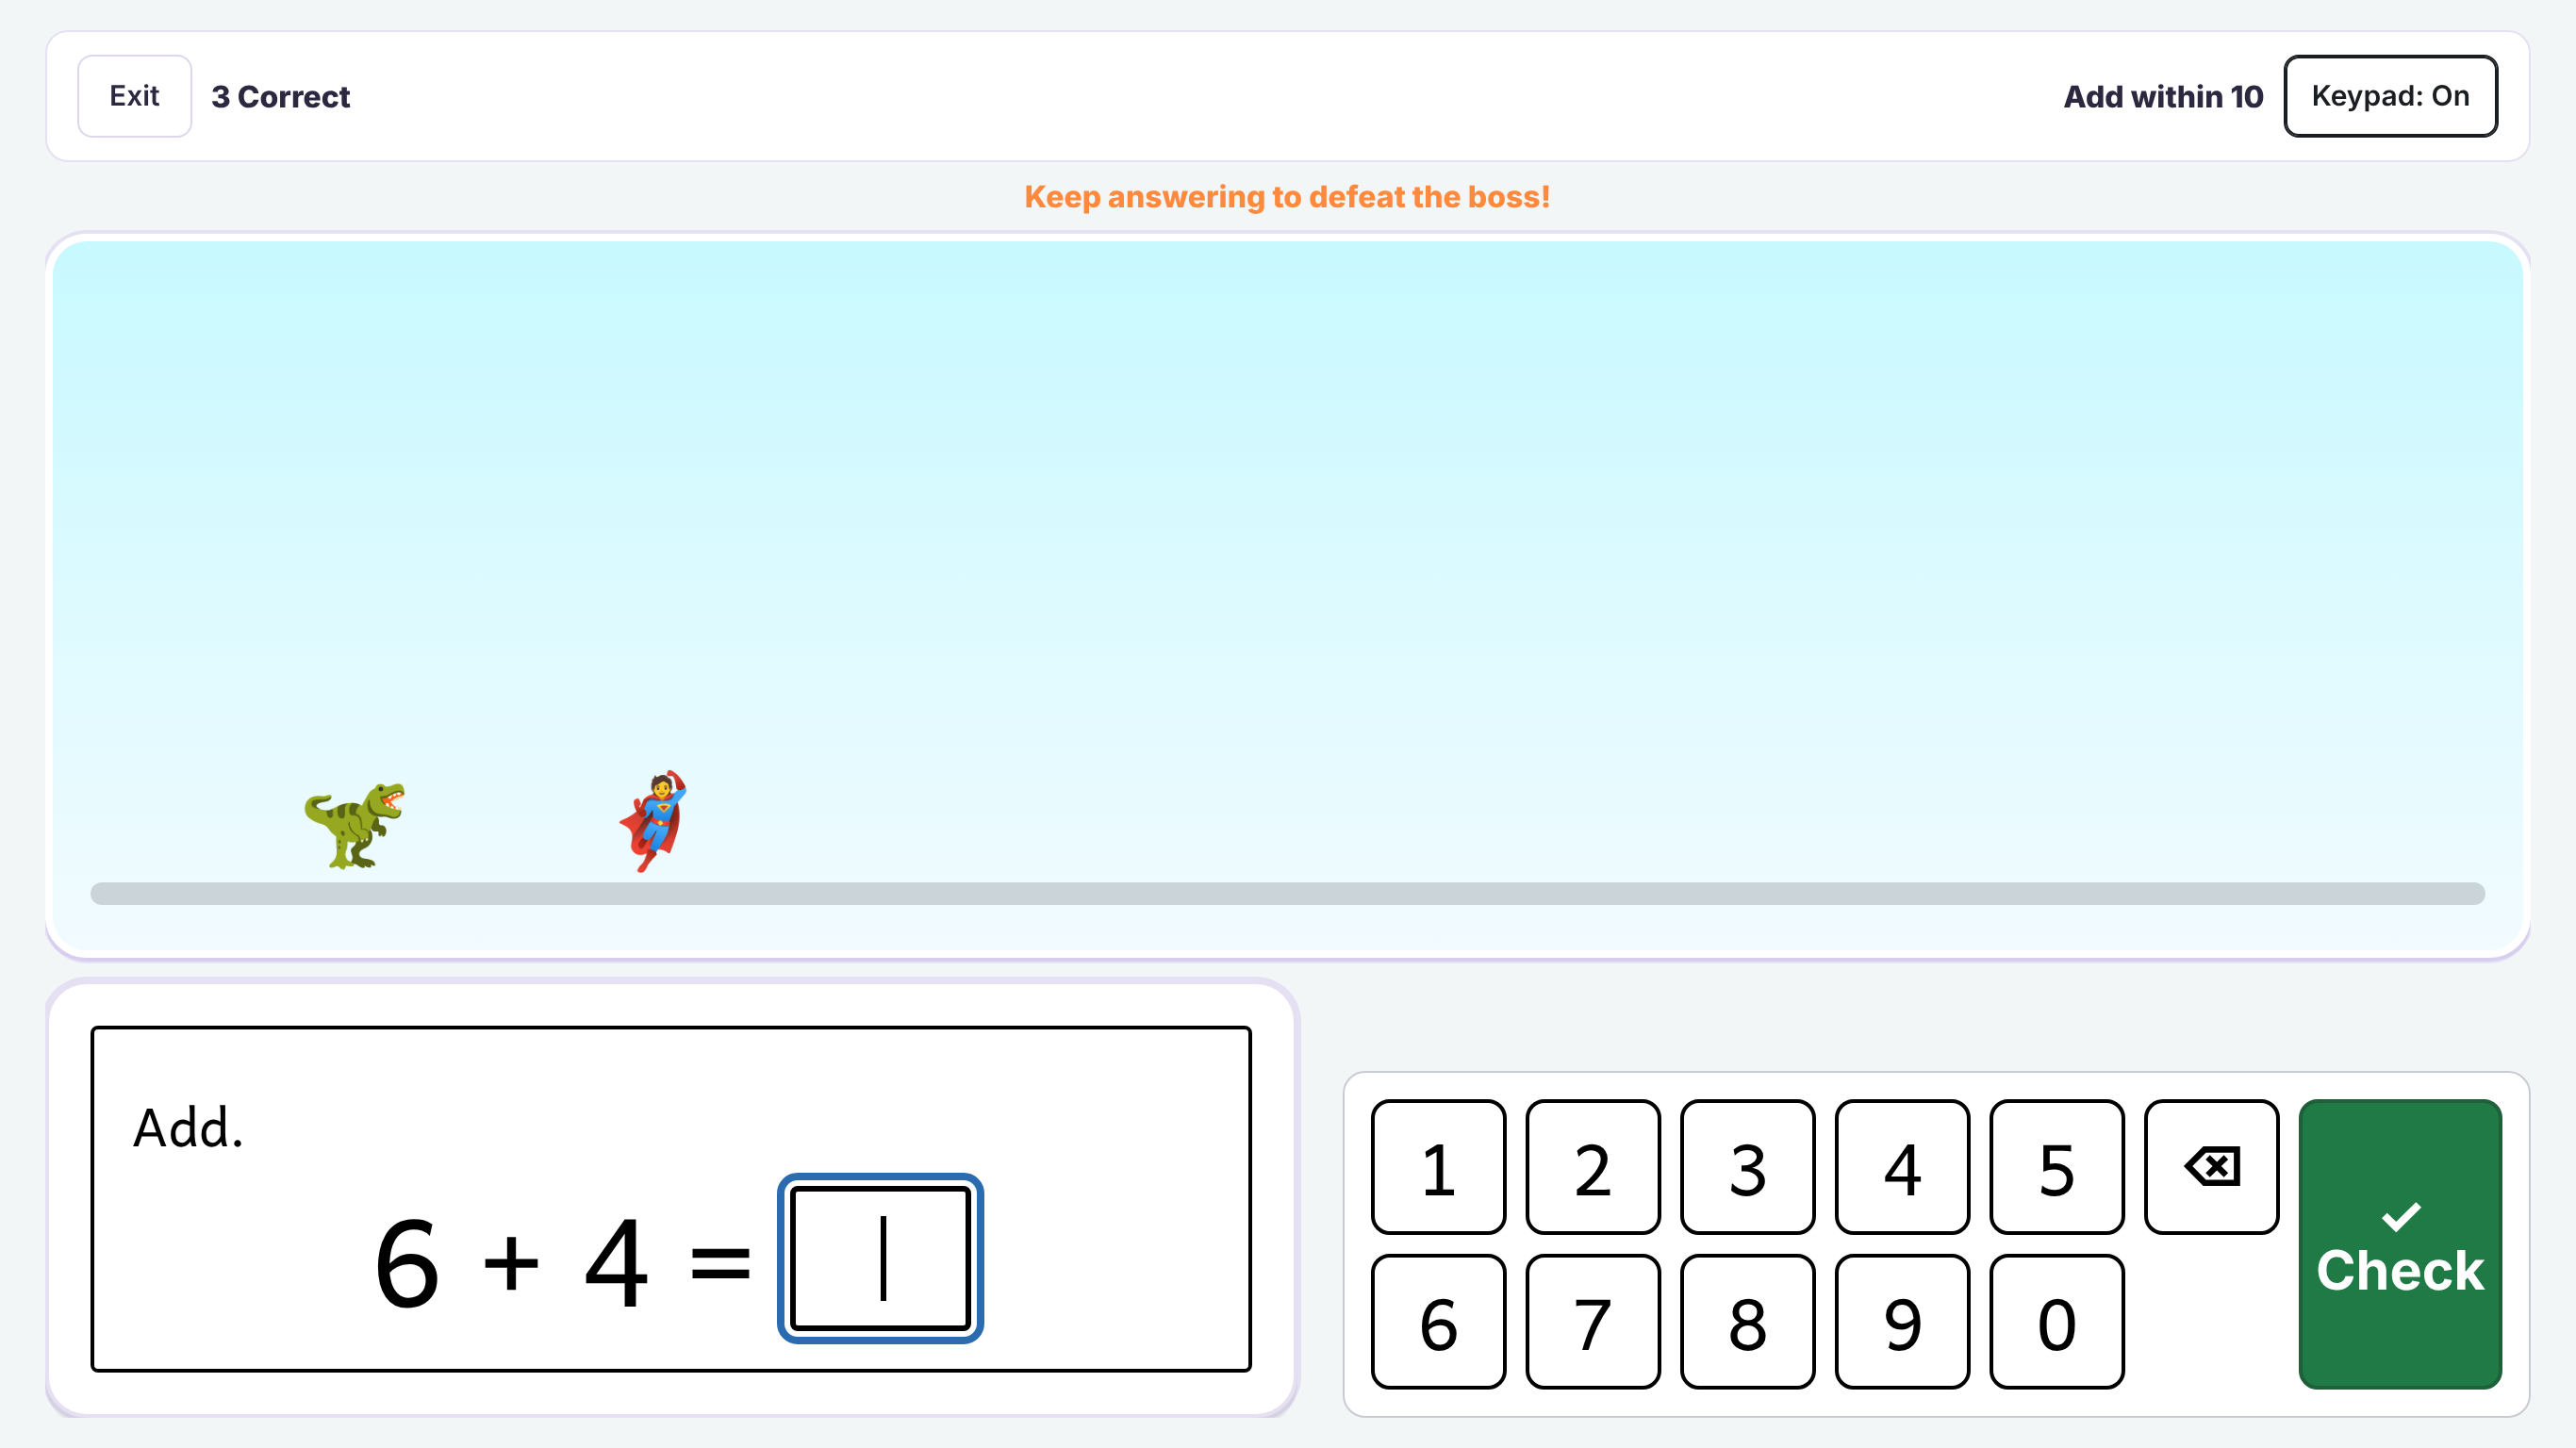 Exit 3 Correct Add within 10 Keypad: On
Keep answering to defeat the boss!
Add.
6 + 4 =
1 2 3 4 5
6 7 8 9 0
Check